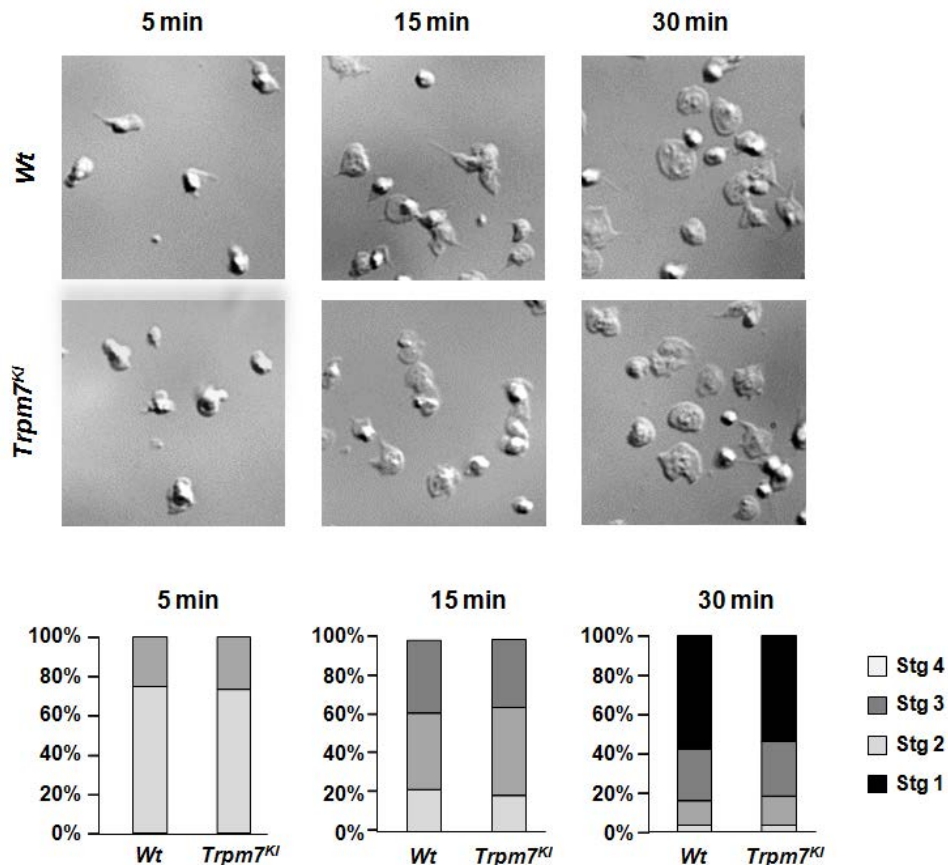 5 min 15 min 30 min
Wt
Trpm7KI
5 min 15 min 30 min
100% 100% 100%
80% 80% 80%
60% 60% 60%
40% 40% 40%
20% 20% 20%
0% 0% 0%
Wt Trpm7KI Wt Trpm7KI Wt Trpm7KI
Stg 4
Stg 3
Stg 2
Stg 1